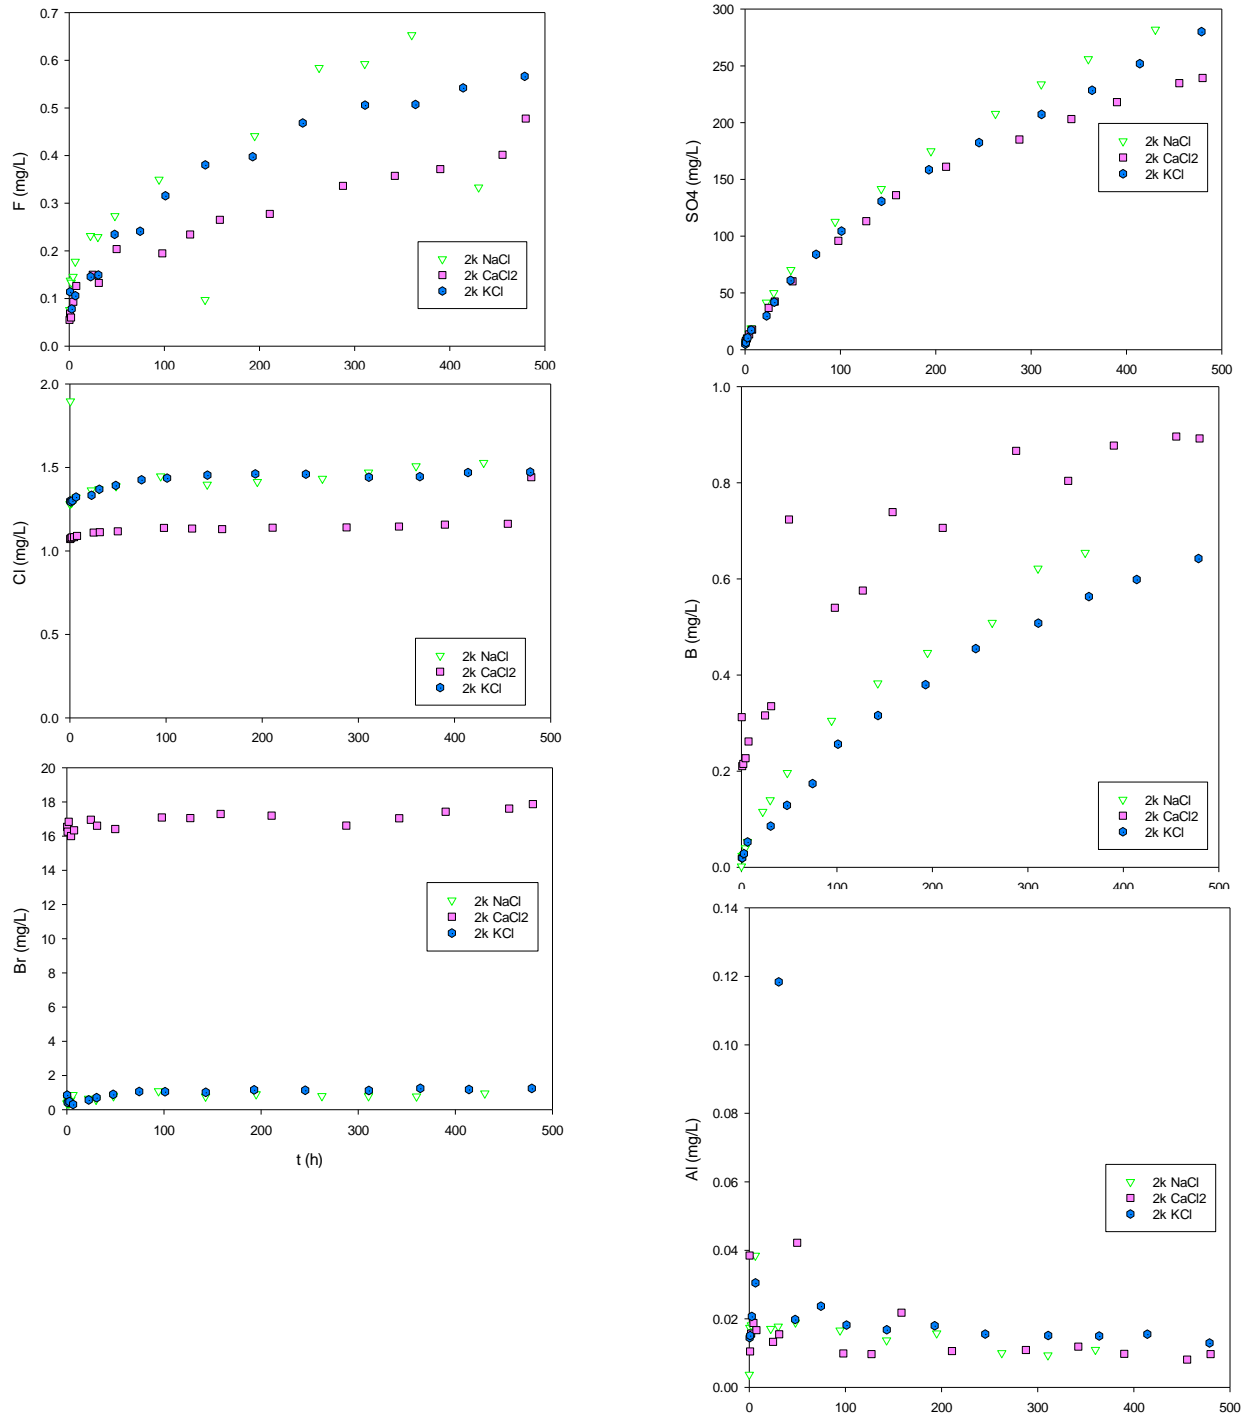 0.7
0.6
0.5
0.4
0.3
0.2
0.1
0.0
F (mg/L)
2k NaCl
2k CaCl2
2k KCl
0 100 200 300 400 500
300
250
200
150
100
50
0
SO4 (mg/L)
2k NaCl
2k CaCl2
2k KCl
0 100 200 300 400 500
2.0
1.5
1.0
0.5
0.0
Cl (mg/L)
2k NaCl
2k CaCl2
2k KCl
0 100 200 300 400 500
1.0
0.8
0.6
0.4
0.2
0.0
B (mg/L)
2k NaCl
2k CaCl2
2k KCl
0 100 200 300 400 500
20
18
16
14
12
10
8
6
4
2
0
Br (mg/L)
2k NaCl
2k CaCl2
2k KCl
0 100 200 300 400 500
t (h)
0.14
0.12
0.10
0.08
0.06
0.04
0.02
0.00
Al (mg/L)
2k NaCl
2k CaCl2
2k KCl
0 100 200 300 400 500